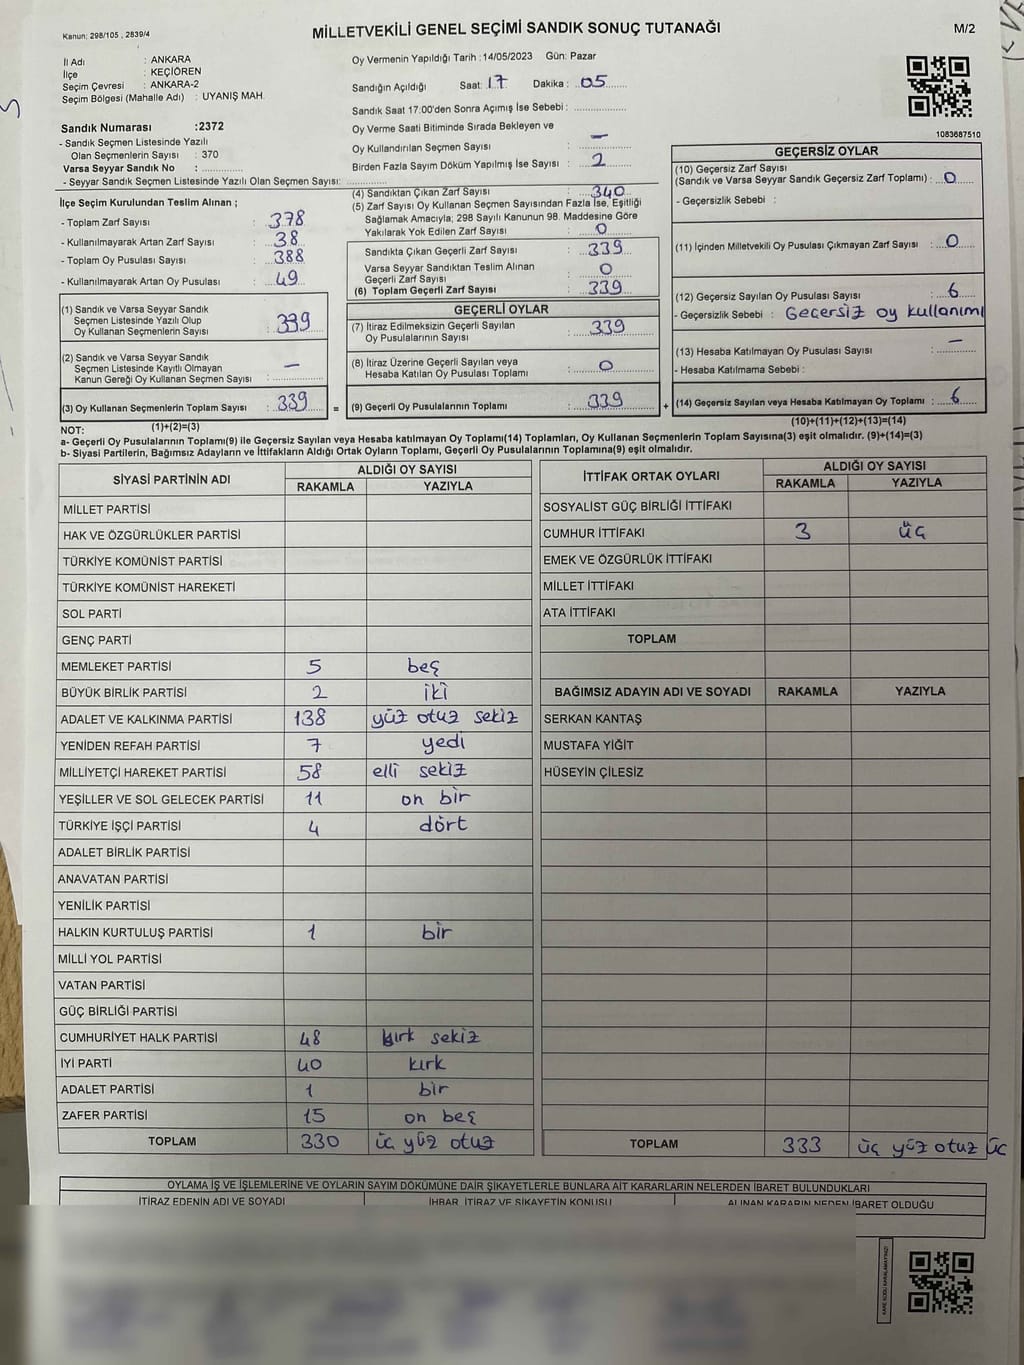 Kanun: 298/105 , 2839/4
MİLLETVEKİLİ GENEL SEÇİMİ SANDIK SONUÇ TUTANAĞI
M/2
İl Adı : ANKARA
İlçe : KEÇİÖREN
Seçim Çevresi : ANKARA-2
Seçim Bölgesi (Mahalle Adı) : UYANIŞ MAH.
Sandık Numarası :2372
- Sandık Seçmen Listesinde Yazılı
Olan Seçmenlerin Sayısı : 370
Varsa Seyyar Sandık No :
- Seyyar Sandık Seçmen Listesinde Yazılı Olan Seçmen Sayısı:
Oy Vermenin Yapıldığı Tarih :14/05/2023 Gün: Pazar
Sandığın Açıldığı Saat: 17 Dakika : 05
Sandık Saat 17:00'den Sonra Açımış İse Sebebi :
Oy Verme Saati Bitiminde Sırada Bekleyen ve
Oy Kullandırılan Seçmen Sayısı : —
Birden Fazla Sayım Döküm Yapılmış İse Sayısı : 2
1083687510
İlçe Seçim Kurulundan Teslim Alınan ;
- Toplam Zarf Sayısı : 378
- Kullanılmayarak Artan Zarf Sayısı : 38
- Toplam Oy Pusulası Sayısı : 388
- Kullanılmayarak Artan Oy Pusulası : 49
(1) Sandık ve Varsa Seyyar Sandık
Seçmen Listesinde Yazılı Olup
Oy Kullanan Seçmenlerin Sayısı : 339
(2) Sandık ve Varsa Seyyar Sandık
Seçmen Listesinde Kayıtlı Olmayan
Kanun Gereği Oy Kullanan Seçmen Sayısı : —
(3) Oy Kullanan Seçmenlerin Toplam Sayısı : 339
(1)+(2)=(3)
(4) Sandıktan Çıkan Zarf Sayısı : 340
(5) Zarf Sayısı Oy Kullanan Seçmen Sayısından Fazla İse, Eşitliği
Sağlamak Amacıyla; 298 Sayılı Kanunun 98. Maddesine Göre
Yakılarak Yok Edilen Zarf Sayısı : 0
Sandıkta Çıkan Geçerli Zarf Sayısı : 339
Varsa Seyyar Sandıktan Teslim Alınan
Geçerli Zarf Sayısı : 0
(6) Toplam Geçerli Zarf Sayısı : 339
GEÇERLİ OYLAR
(7) İtiraz Edilmeksizin Geçerli Sayılan
Oy Pusulalarının Sayısı : 339
(8) İtiraz Üzerine Geçerli Sayılan veya
Hesaba Katılan Oy Pusulası Toplamı : 0
= (9) Geçerli Oy Pusulalarının Toplamı : 339
GEÇERSİZ OYLAR
(10) Geçersiz Zarf Sayısı
(Sandık ve Varsa Seyyar Sandık Geçersiz Zarf Toplamı) : 0
- Geçersizlik Sebebi :
(11) İçinden Milletvekili Oy Pusulası Çıkmayan Zarf Sayısı : 0
(12) Geçersiz Sayılan Oy Pusulası Sayısı : 6
- Geçersizlik Sebebi : Geçersiz oy kullanımı
(13) Hesaba Katılmayan Oy Pusulası Sayısı : —
- Hesaba Katılmama Sebebi :
+ (14) Geçersiz Sayılan veya Hesaba Katılmayan Oy Toplamı : 6
(10)+(11)+(12)+(13)=(14)
NOT:
a- Geçerli Oy Pusulalarının Toplamı(9) ile Geçersiz Sayılan veya Hesaba katılmayan Oy Toplamı(14) Toplamları, Oy Kullanan Seçmenlerin Toplam Sayısına(3) eşit olmalıdır. (9)+(14)=(3)
b- Siyasi Partilerin, Bağımsız Adayların ve İttifakların Aldığı Ortak Oyların Toplamı, Geçerli Oy Pusulalarının Toplamına(9) eşit olmalıdır.
SİYASİ PARTİNİN ADI ALDIĞI OY SAYISI
RAKAMLA YAZIYLA
MİLLET PARTİSİ
HAK VE ÖZGÜRLÜKLER PARTİSİ
TÜRKİYE KOMÜNİST PARTİSİ
TÜRKİYE KOMÜNİST HAREKETİ
SOL PARTİ
GENÇ PARTİ
MEMLEKET PARTİSİ 5 beş
BÜYÜK BİRLİK PARTİSİ 2 iki
ADALET VE KALKINMA PARTİSİ 138 yüz otuz sekiz
YENİDEN REFAH PARTİSİ 7 yedi
MİLLİYETÇİ HAREKET PARTİSİ 58 elli sekiz
YEŞİLLER VE SOL GELECEK PARTİSİ 11 on bir
TÜRKİYE İŞÇİ PARTİSİ 4 dört
ADALET BİRLİK PARTİSİ
ANAVATAN PARTİSİ
YENİLİK PARTİSİ
HALKIN KURTULUŞ PARTİSİ 1 bir
MİLLİ YOL PARTİSİ
VATAN PARTİSİ
GÜÇ BİRLİĞİ PARTİSİ
CUMHURİYET HALK PARTİSİ 48 kırk sekiz
İYİ PARTİ 40 kırk
ADALET PARTİSİ 1 bir
ZAFER PARTİSİ 15 on beş
TOPLAM 330 üç yüz otuz
İTTİFAK ORTAK OYLARI ALDIĞI OY SAYISI
RAKAMLA YAZIYLA
SOSYALİST GÜÇ BİRLİĞİ İTTİFAKI
CUMHUR İTTİFAKI 3 üç
EMEK VE ÖZGÜRLÜK İTTİFAKI
MİLLET İTTİFAKI
ATA İTTİFAKI
TOPLAM
BAĞIMSIZ ADAYIN ADI VE SOYADI RAKAMLA YAZIYLA
SERKAN KANTAŞ
MUSTAFA YİĞİT
HÜSEYİN ÇİLESİZ
TOPLAM 333 üç yüz otuz üç
OYLAMA İŞ VE İŞLEMLERİNE VE OYLARIN SAYIM DÖKÜMÜNE DAİR ŞİKAYETLERLE BUNLARA AİT KARARLARIN NELERDEN İBARET BULUNDUKLARI
İTİRAZ EDENİN ADI VE SOYADI
İHBAR, İTİRAZ VE ŞİKAYETİN KONUSU
ALINAN KARARIN NEDEN İBARET OLDUĞU
KARE KODU KARALAMAYINIZ!